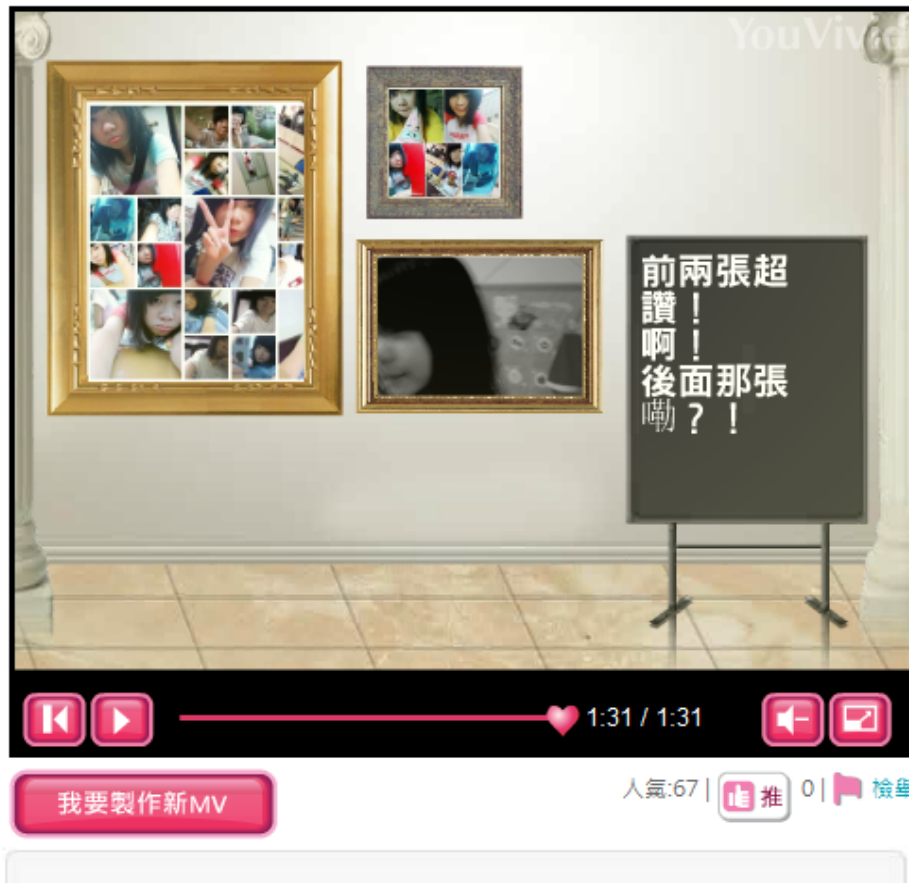 YouVivid
前兩張超
讚！
啊！
後面那張
嘞？！
1:31 / 1:31
我要製作新MV
人氣:67 |
推
0 |
檢舉